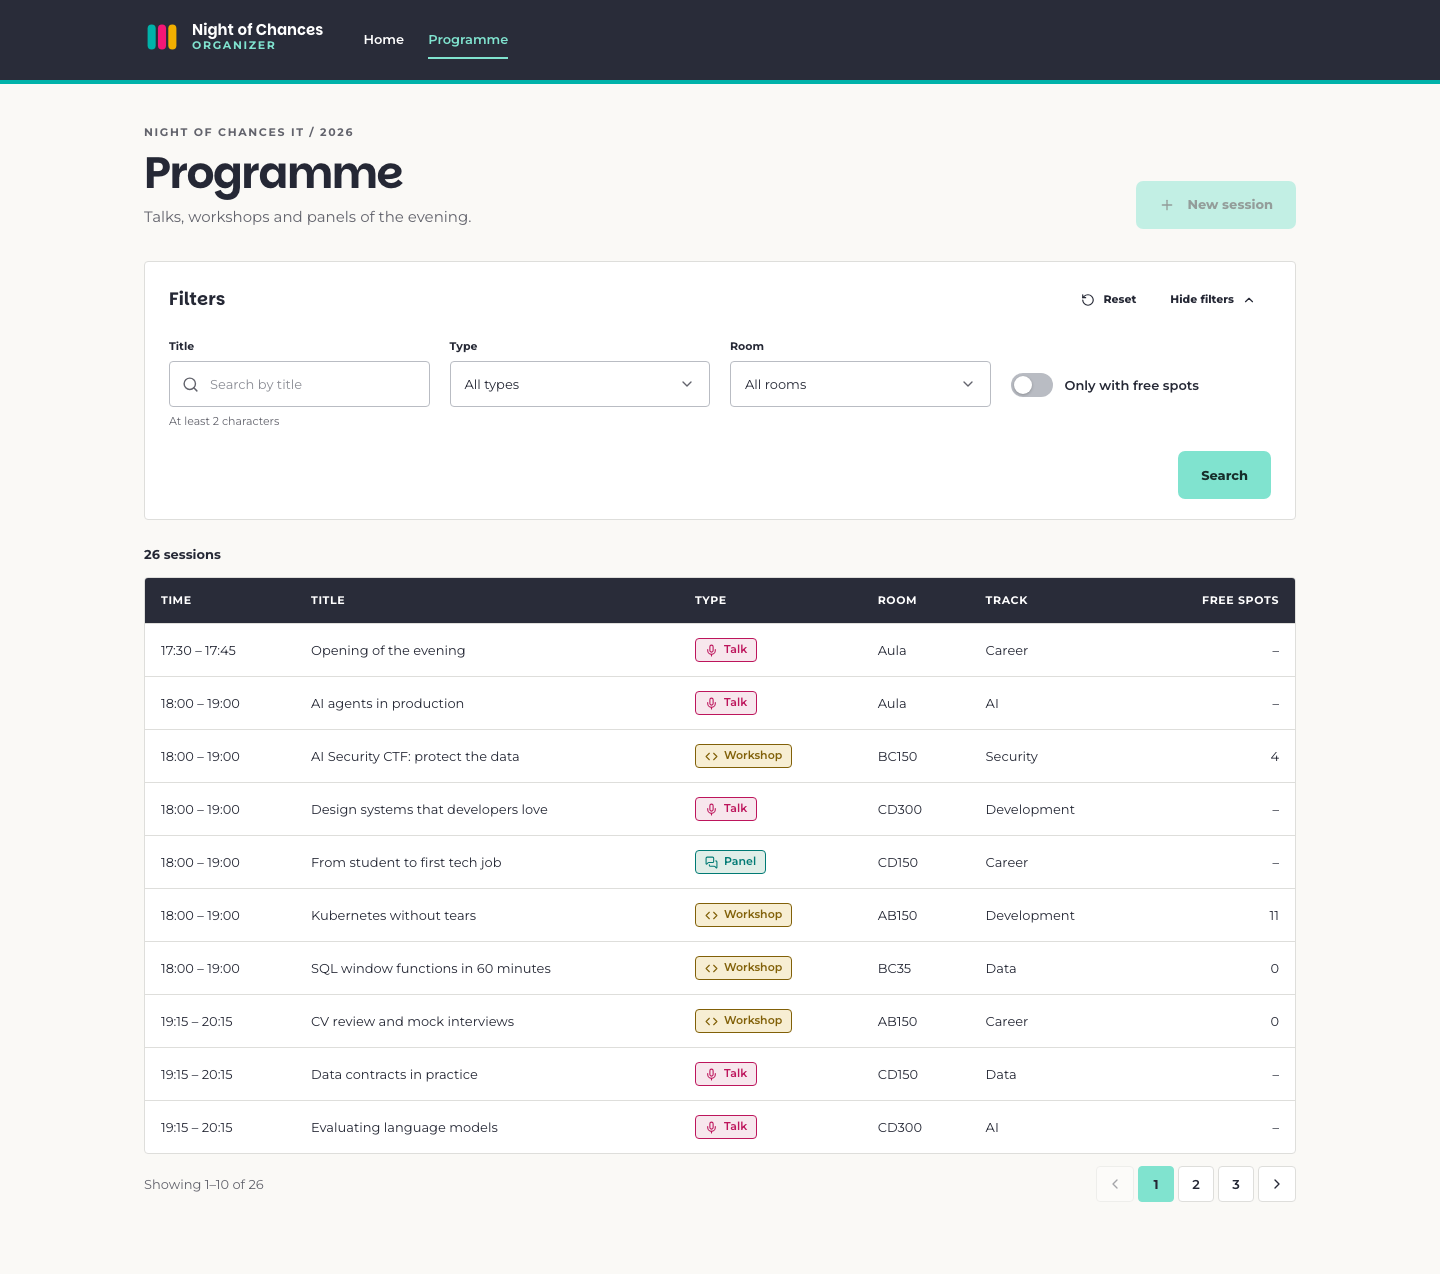 Night of Chances
ORGANIZER
Home
Programme
NIGHT OF CHANCES IT / 2026
Programme
Talks, workshops and panels of the evening.
New session
Filters
Reset
Hide filters
Title
Type
Room
Search by title
All types
All rooms
Only with free spots
At least 2 characters
Search
26 sessions
TIME TITLE TYPE ROOM TRACK FREE SPOTS
17:30 – 17:45 Opening of the evening Talk Aula Career –
18:00 – 19:00 AI agents in production Talk Aula AI –
18:00 – 19:00 AI Security CTF: protect the data Workshop BC150 Security 4
18:00 – 19:00 Design systems that developers love Talk CD300 Development –
18:00 – 19:00 From student to first tech job Panel CD150 Career –
18:00 – 19:00 Kubernetes without tears Workshop AB150 Development 11
18:00 – 19:00 SQL window functions in 60 minutes Workshop BC35 Data 0
19:15 – 20:15 CV review and mock interviews Workshop AB150 Career 0
19:15 – 20:15 Data contracts in practice Talk CD150 Data –
19:15 – 20:15 Evaluating language models Talk CD300 AI –
Showing 1–10 of 26
1 2 3